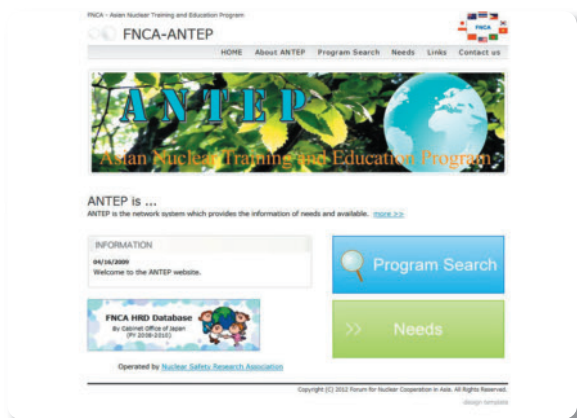 FNCA - Asian Nuclear Training and Education Program
FNCA-ANTEP
FNCA
HOME About ANTEP Program Search Needs Links Contact us
ANTEP
Asian Nuclear Training and Education Program
ANTEP is ...
ANTEP is the network system which provides the information of needs and available. more >>
INFORMATION
04/16/2009
Welcome to the ANTEP website.
Program Search
FNCA HRD Database
By Cabinet Office of Japan
(FY 2008-2010)
>> Needs
Operated by Nuclear Safety Research Association
Copyright (C) 2012 Forum for Nuclear Cooperation in Asia. All Rights Reserved.
design template